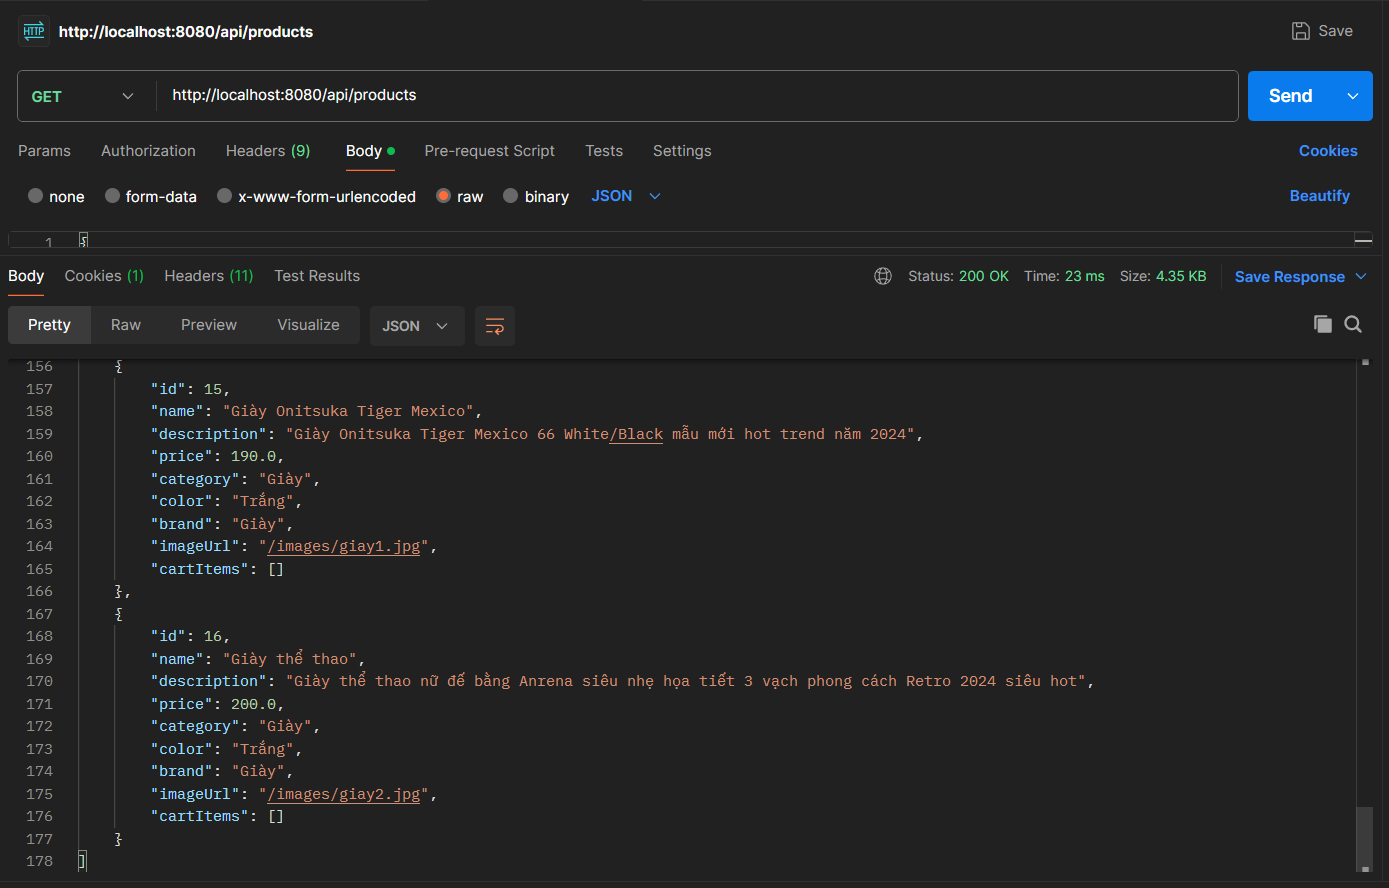 HTTP http://localhost:8080/api/products Save
GET http://localhost:8080/api/products Send
Params Authorization Headers (9) Body Pre-request Script Tests Settings Cookies
none form-data x-www-form-urlencoded raw binary JSON Beautify
1 {
Body Cookies (1) Headers (11) Test Results Status: 200 OK Time: 23 ms Size: 4.35 KB Save Response
Pretty Raw Preview Visualize JSON
156 {
157 "id": 15,
158 "name": "Giày Onitsuka Tiger Mexico",
159 "description": "Giày Onitsuka Tiger Mexico 66 White/Black mẫu mới hot trend năm 2024",
160 "price": 190.0,
161 "category": "Giày",
162 "color": "Trắng",
163 "brand": "Giày",
164 "imageUrl": "/images/giay1.jpg",
165 "cartItems": []
166 },
167 {
168 "id": 16,
169 "name": "Giày thể thao",
170 "description": "Giày thể thao nữ đế bằng Anrena siêu nhẹ họa tiết 3 vạch phong cách Retro 2024 siêu hot",
171 "price": 200.0,
172 "category": "Giày",
173 "color": "Trắng",
174 "brand": "Giày",
175 "imageUrl": "/images/giay2.jpg",
176 "cartItems": []
177 }
178 ]